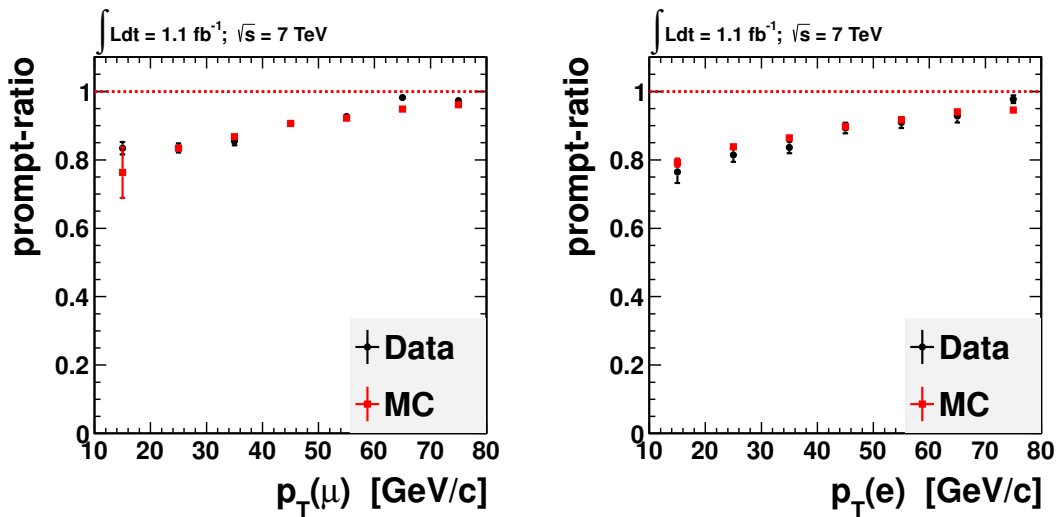 ∫ Ldt = 1.1 fb⁻¹; √s = 7 TeV
prompt-ratio
1
0.8
0.6
0.4
0.2
0
Data
MC
10 20 30 40 50 60 70 80
p_T(μ) [GeV/c]
∫ Ldt = 1.1 fb⁻¹; √s = 7 TeV
prompt-ratio
1
0.8
0.6
0.4
0.2
0
Data
MC
10 20 30 40 50 60 70 80
p_T(e) [GeV/c]